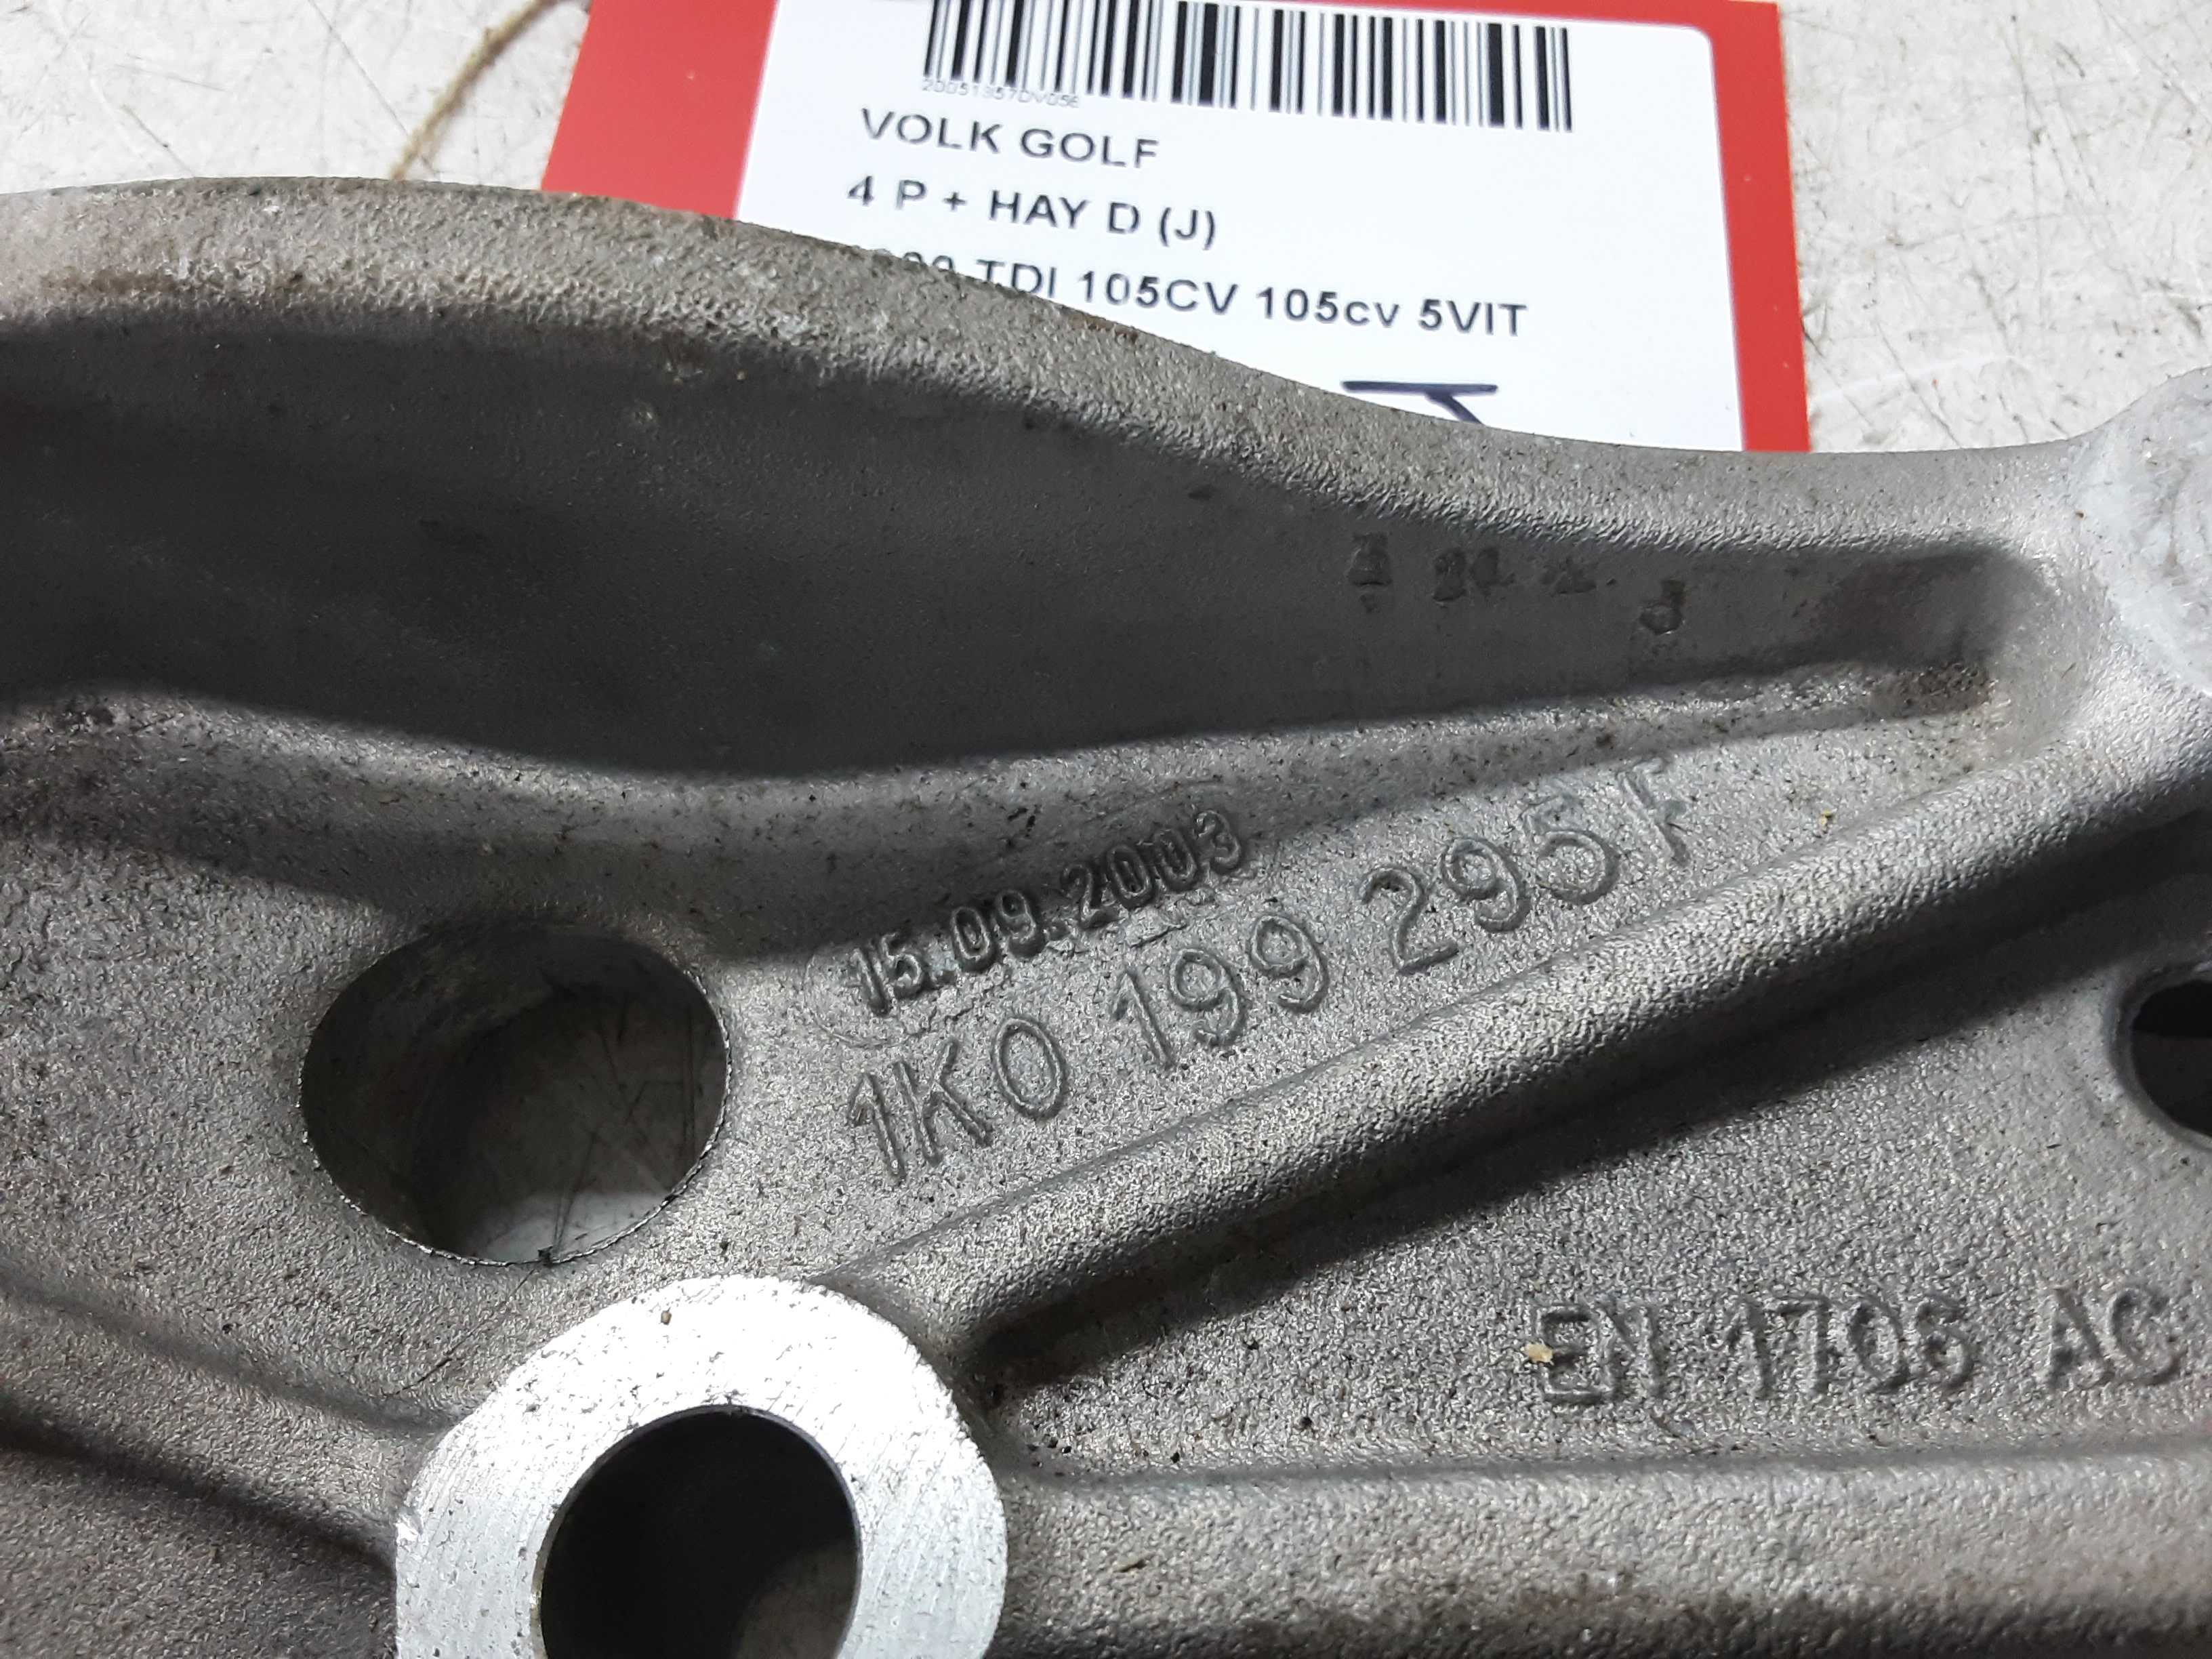 VOLK GOLF
4 P + HAY D (J)
TDI 105CV 105cv 5VIT
15.09.2003
1K0 199 295 F
EN 1706 AC